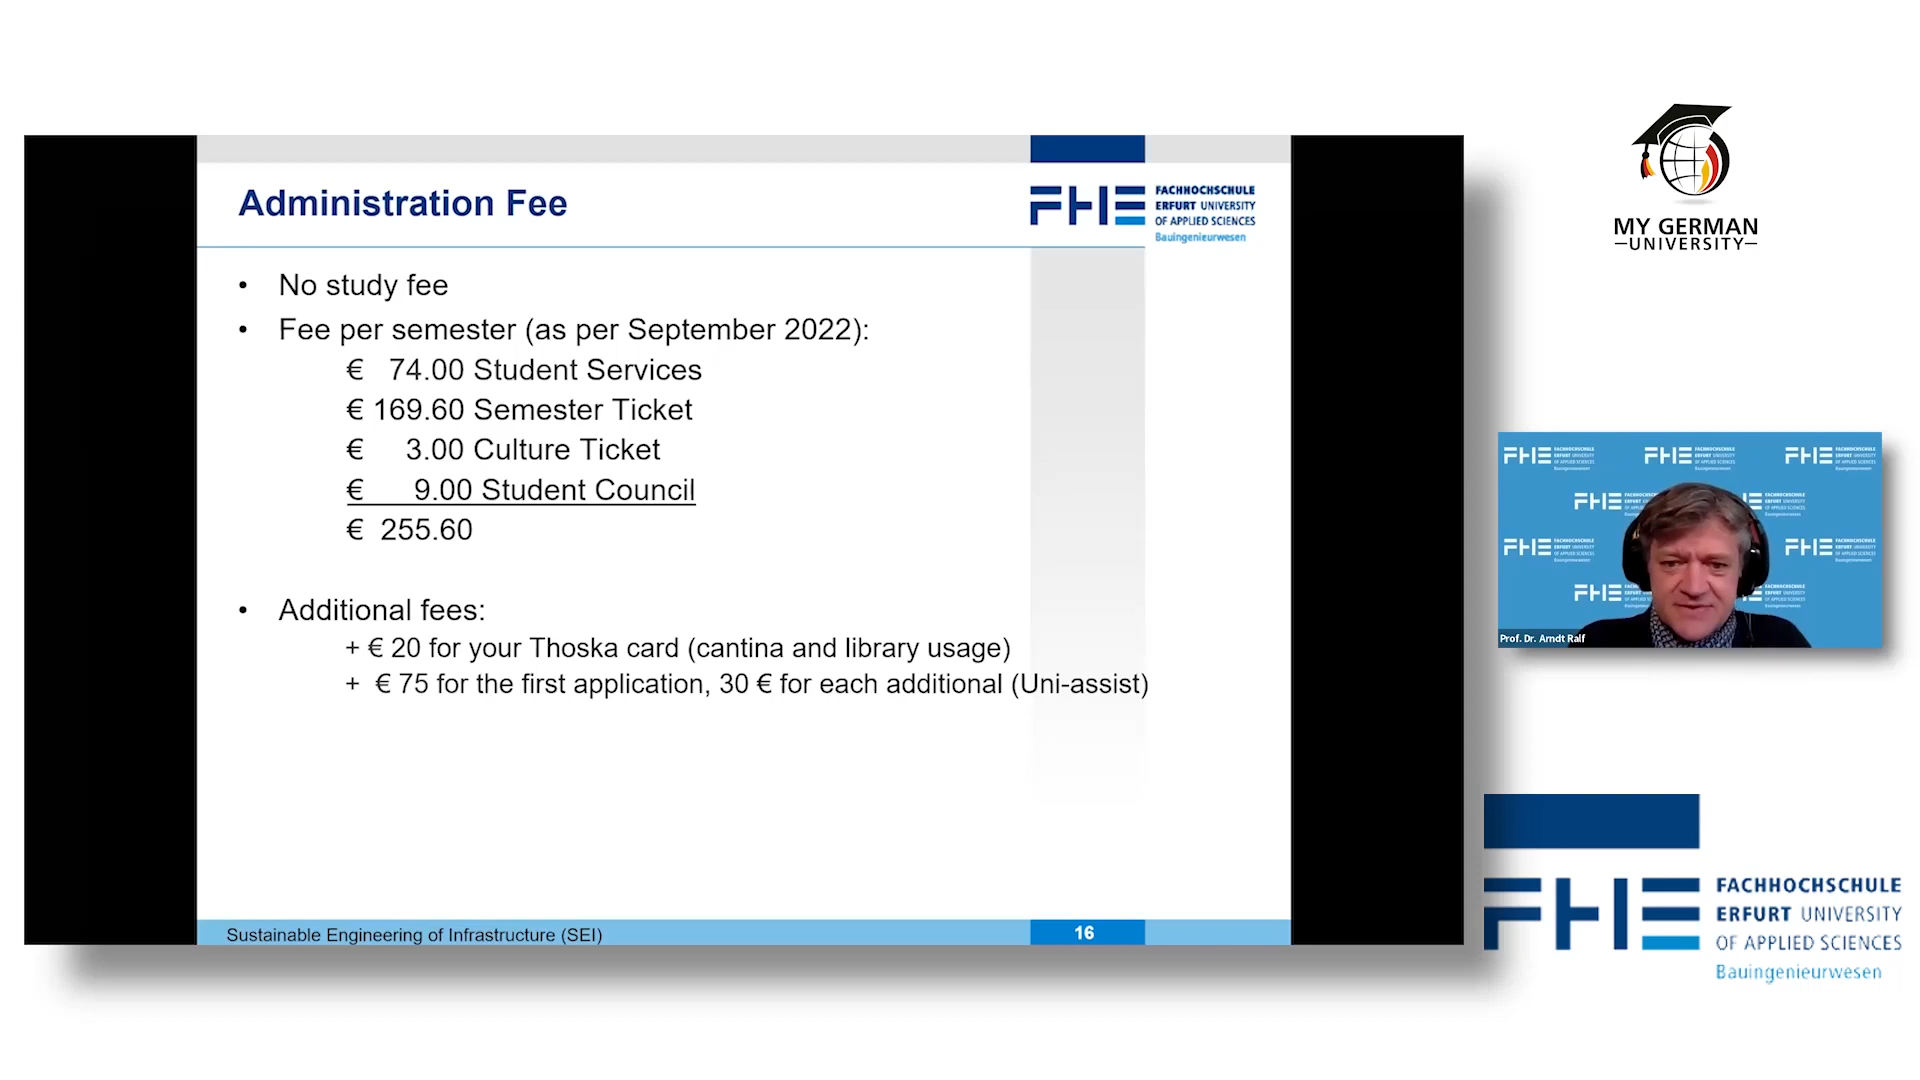 Administration Fee
FHE
FACHHOCHSCHULE
ERFURT UNIVERSITY
OF APPLIED SCIENCES
Bauingenieurwesen
• No study fee
• Fee per semester (as per September 2022):
€ 74.00 Student Services
€ 169.60 Semester Ticket
€ 3.00 Culture Ticket
€ 9.00 Student Council
€ 255.60
• Additional fees:
+ € 20 for your Thoska card (cantina and library usage)
+ € 75 for the first application, 30 € for each additional (Uni-assist)
Sustainable Engineering of Infrastructure (SEI)
16
MY GERMAN
UNIVERSITY
Prof. Dr. Arndt Ralf
FHE
FACHHOCHSCHULE
ERFURT UNIVERSITY
OF APPLIED SCIENCES
Bauingenieurwesen